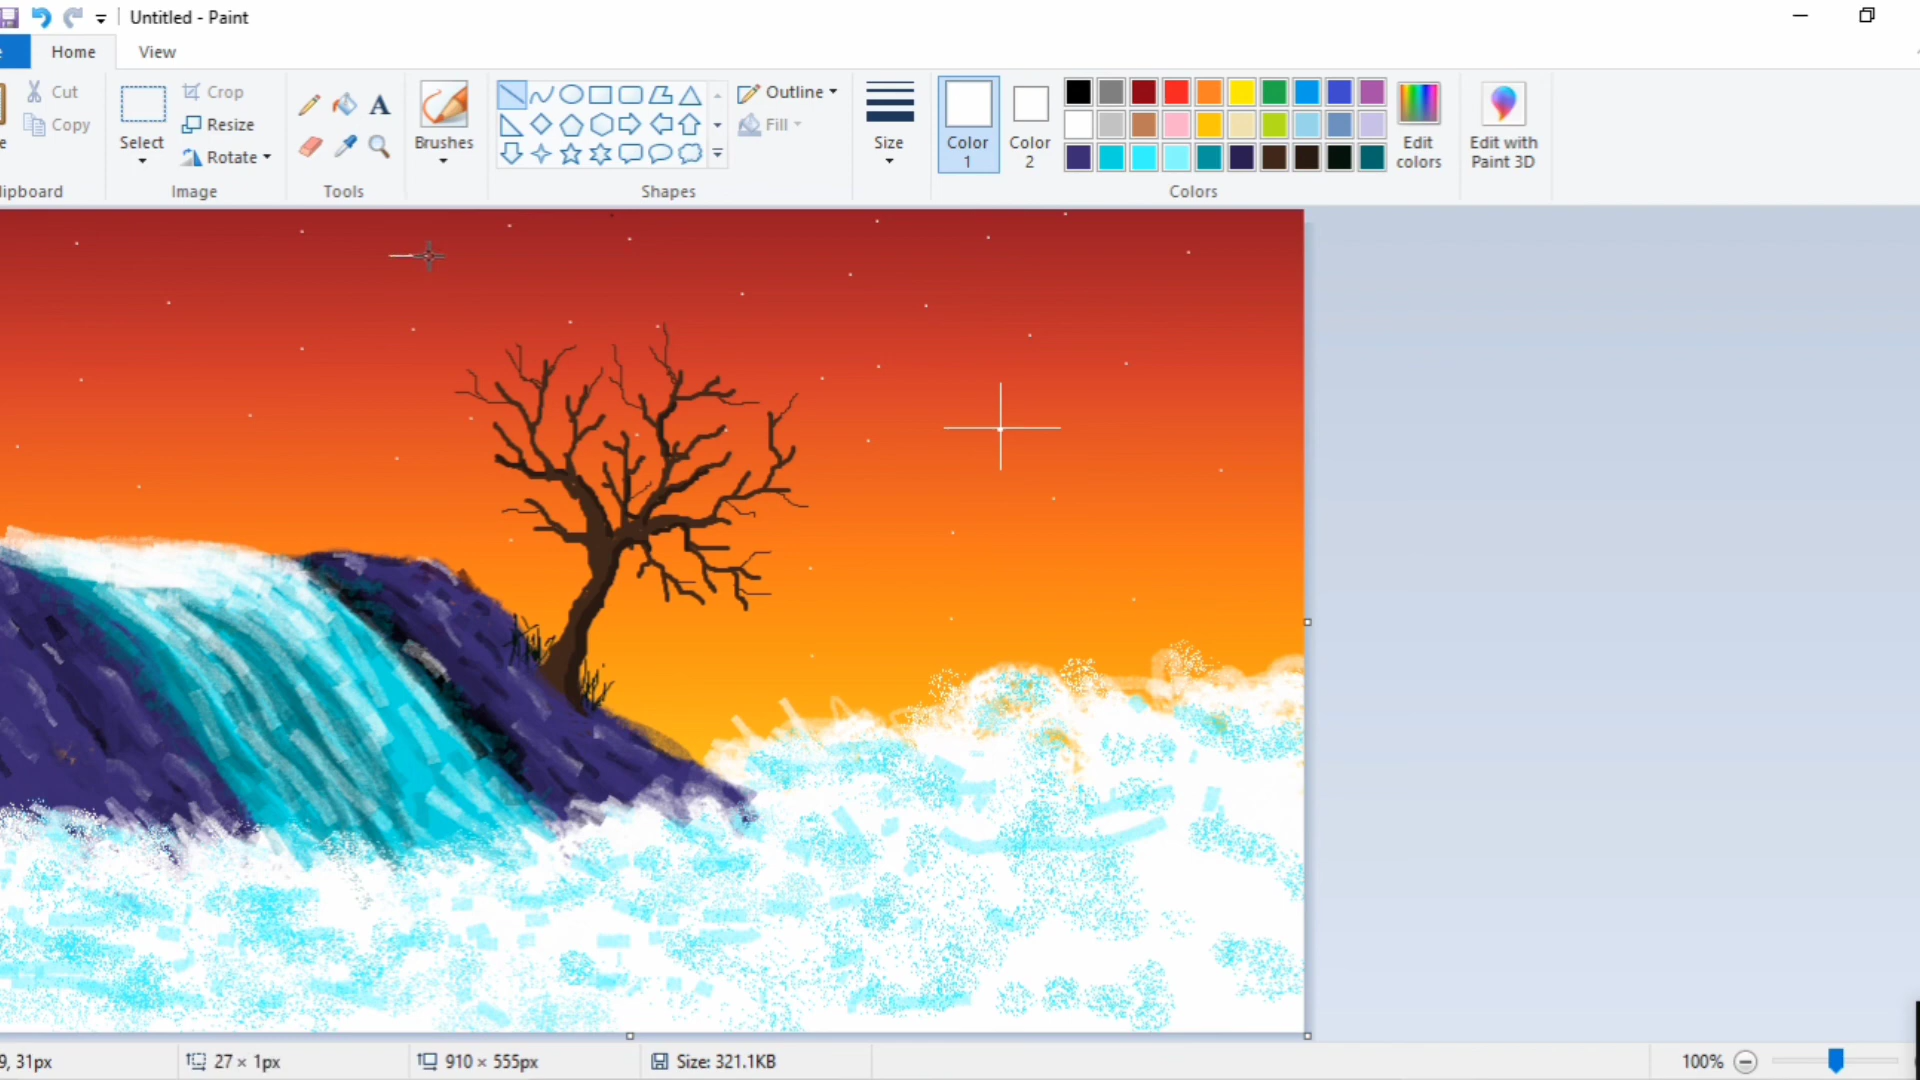 Untitled - Paint
Home
View
Cut
Copy
Clipboard
Select
Crop
Resize
Rotate
Image
Tools
Brushes
Shapes
Outline
Fill
Size
Color 1
Color 2
Colors
Edit colors
Edit with Paint 3D
9, 31px
27 × 1px
910 × 555px
Size: 321.1KB
100%